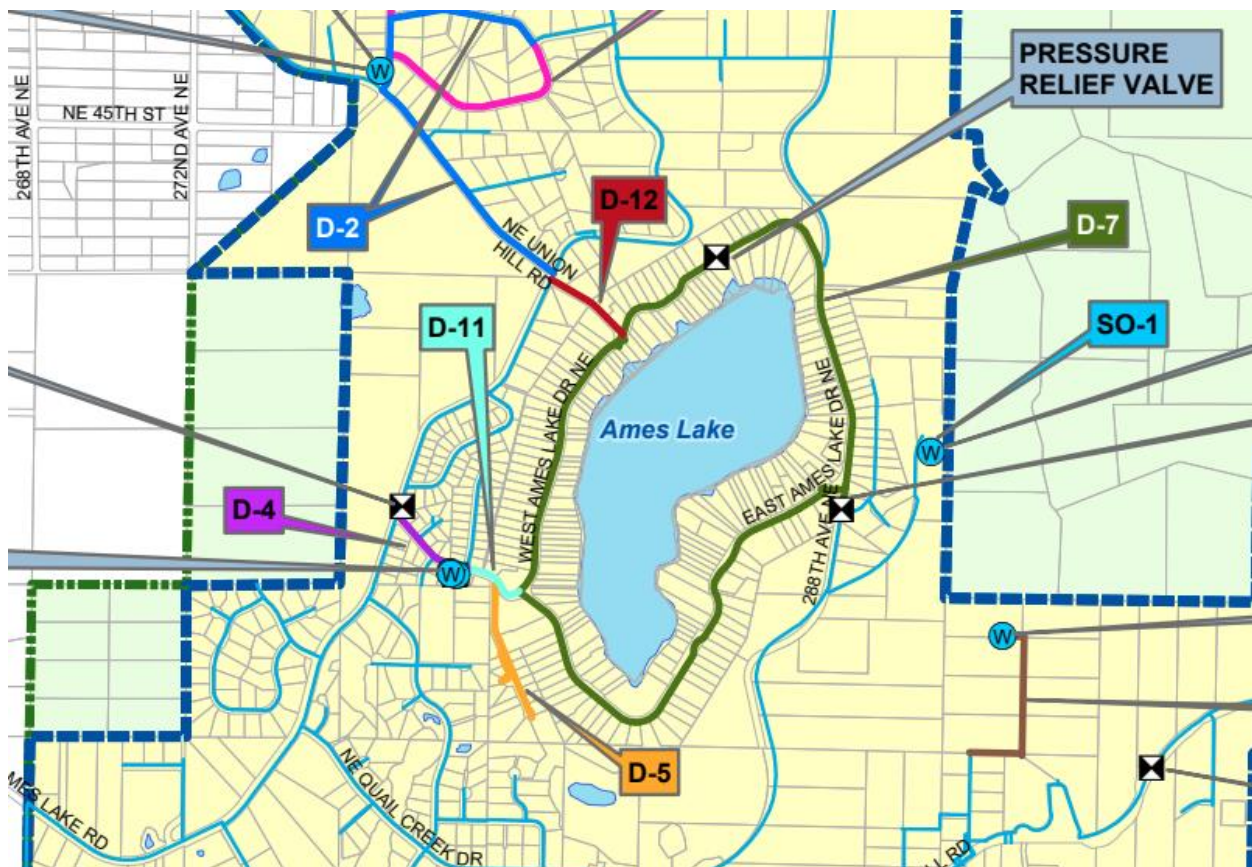 PRESSURE
RELIEF VALVE
NE 45TH ST
268TH AVE NE
272ND AVE NE
D-2
D-12
D-7
NE UNION
HILL RD
D-11
SO-1
WEST AMES LAKE DR NE
Ames Lake
EAST AMES LAKE DR NE
288TH AVE NE
D-4
W
W
W
W
D-5
MES LAKE RD
NE QUAIL CREEK DR
LL RD